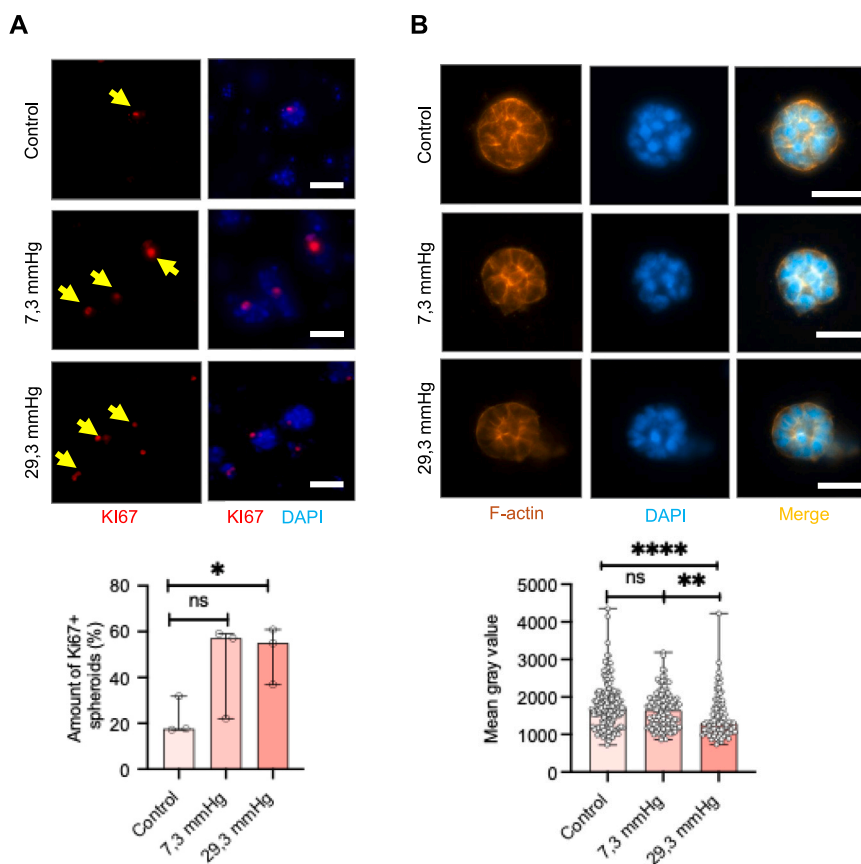 A
Control
7,3 mmHg
29,3 mmHg
KI67
KI67 DAPI
80
60
40
20
0
Amount of Ki67+
spheroids (%)
*
ns
Control
7,3 mmHg
29,3 mmHg
B
Control
7,3 mmHg
29,3 mmHg
F-actin
DAPI
Merge
5000
4000
3000
2000
1000
0
Mean gray value
****
ns
**
Control
7,3 mmHg
29,3 mmHg